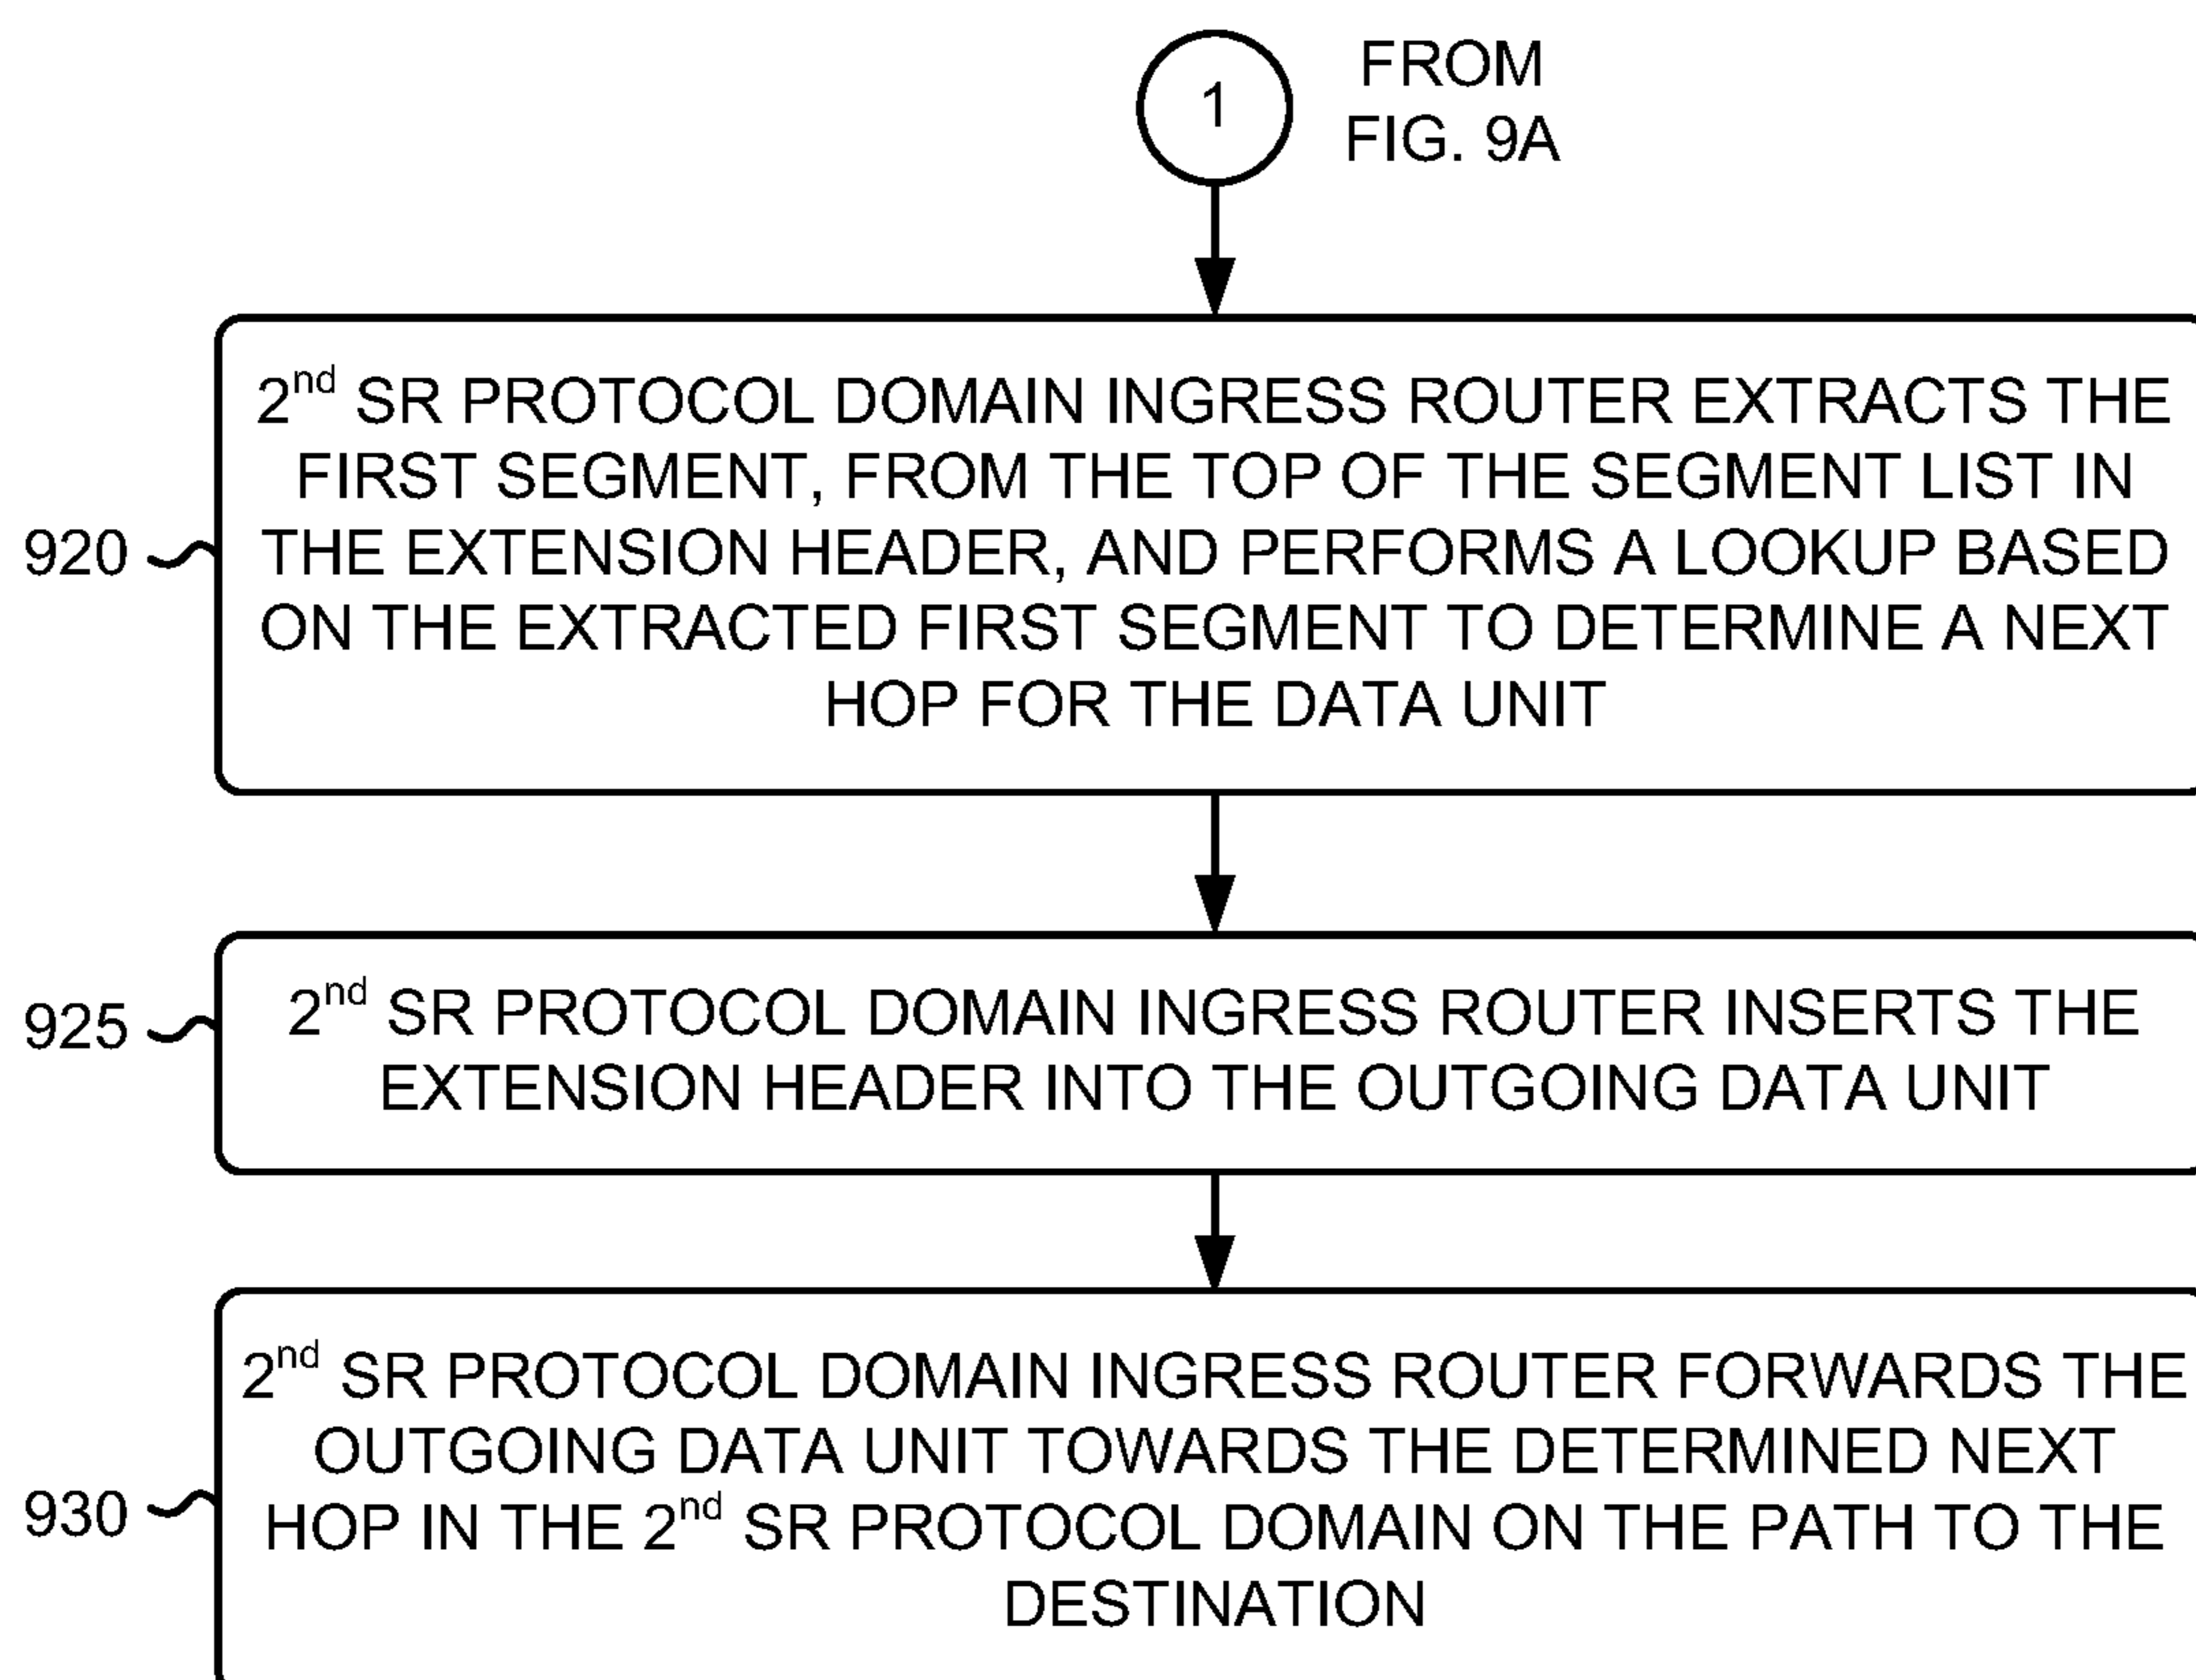 1
FROM
FIG. 9A
2nd SR PROTOCOL DOMAIN INGRESS ROUTER EXTRACTS THE
FIRST SEGMENT, FROM THE TOP OF THE SEGMENT LIST IN
920
THE EXTENSION HEADER, AND PERFORMS A LOOKUP BASED
ON THE EXTRACTED FIRST SEGMENT TO DETERMINE A NEXT
HOP FOR THE DATA UNIT
925
2nd SR PROTOCOL DOMAIN INGRESS ROUTER INSERTS THE
EXTENSION HEADER INTO THE OUTGOING DATA UNIT
2nd SR PROTOCOL DOMAIN INGRESS ROUTER FORWARDS THE
OUTGOING DATA UNIT TOWARDS THE DETERMINED NEXT
930
HOP IN THE 2nd SR PROTOCOL DOMAIN ON THE PATH TO THE
DESTINATION